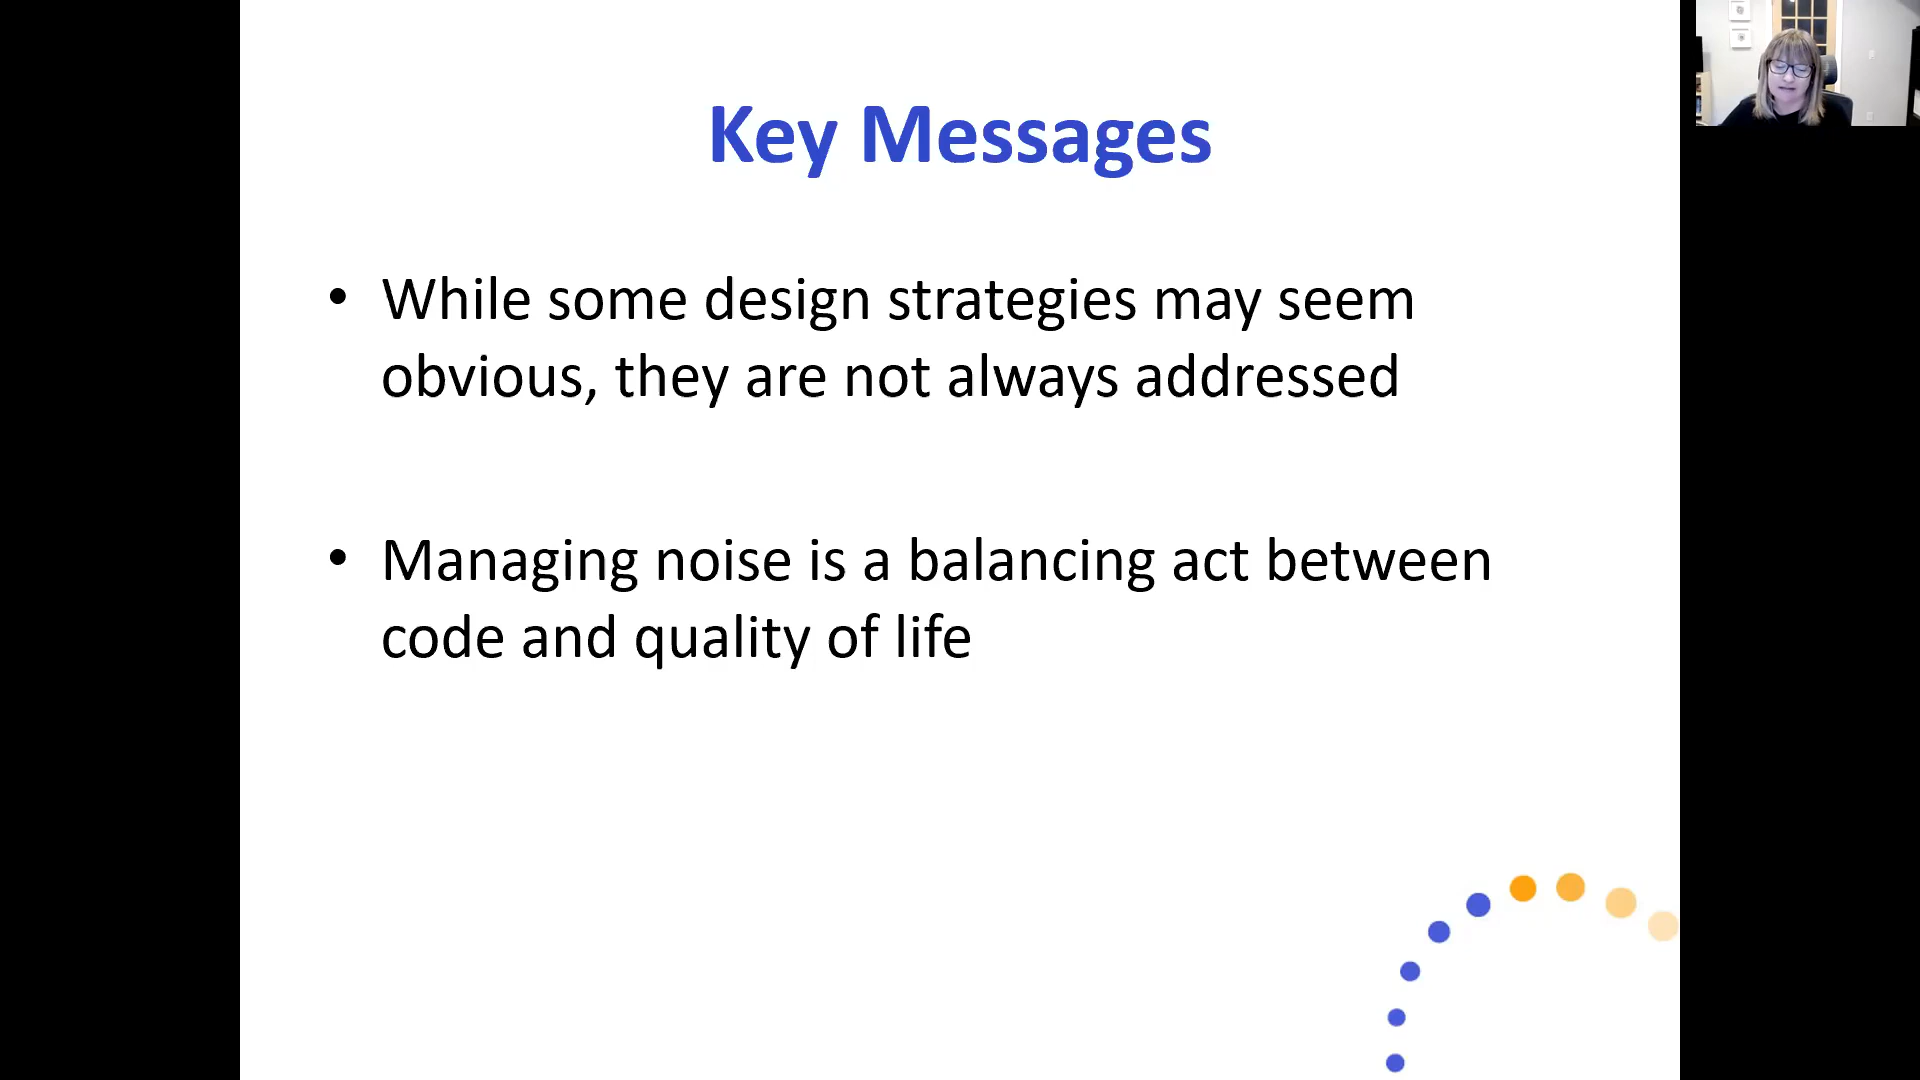 Key Messages
• While some design strategies may seem
obvious, they are not always addressed
• Managing noise is a balancing act between
code and quality of life